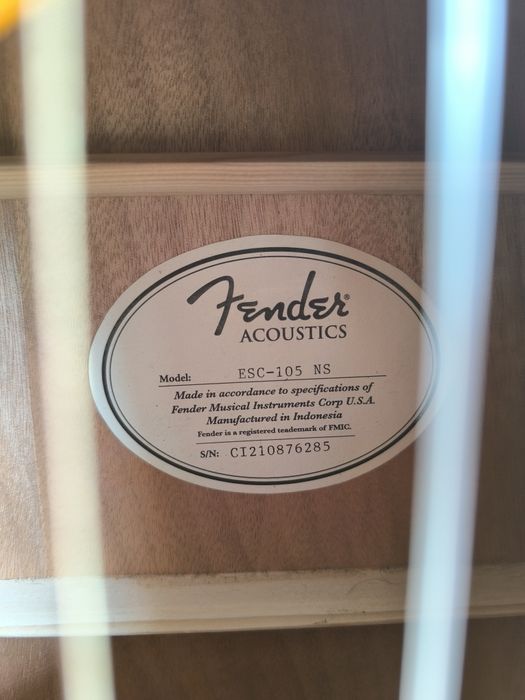 Fender®
ACOUSTICS
Model: ESC-105 NS
Made in accordance to specifications of
Fender Musical Instruments Corp U.S.A.
Manufactured in Indonesia
Fender is a registered teademark of FMIC.
S/N: CI210876285